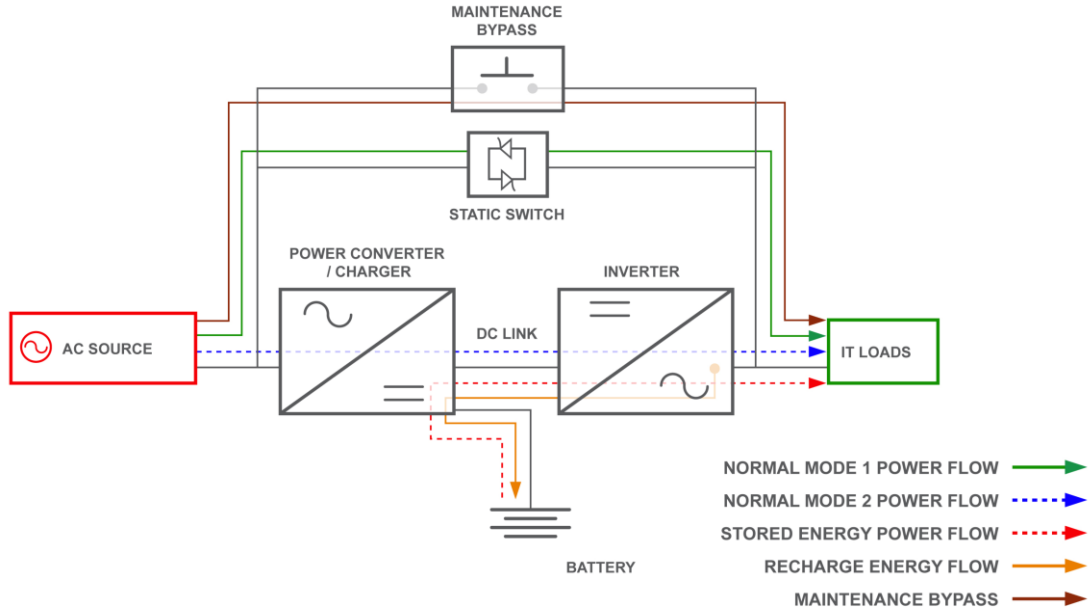 MAINTENANCE
BYPASS
STATIC SWITCH
POWER CONVERTER
/ CHARGER
INVERTER
DC LINK
AC SOURCE
IT LOADS
BATTERY
NORMAL MODE 1 POWER FLOW
NORMAL MODE 2 POWER FLOW
STORED ENERGY POWER FLOW
RECHARGE ENERGY FLOW
MAINTENANCE BYPASS